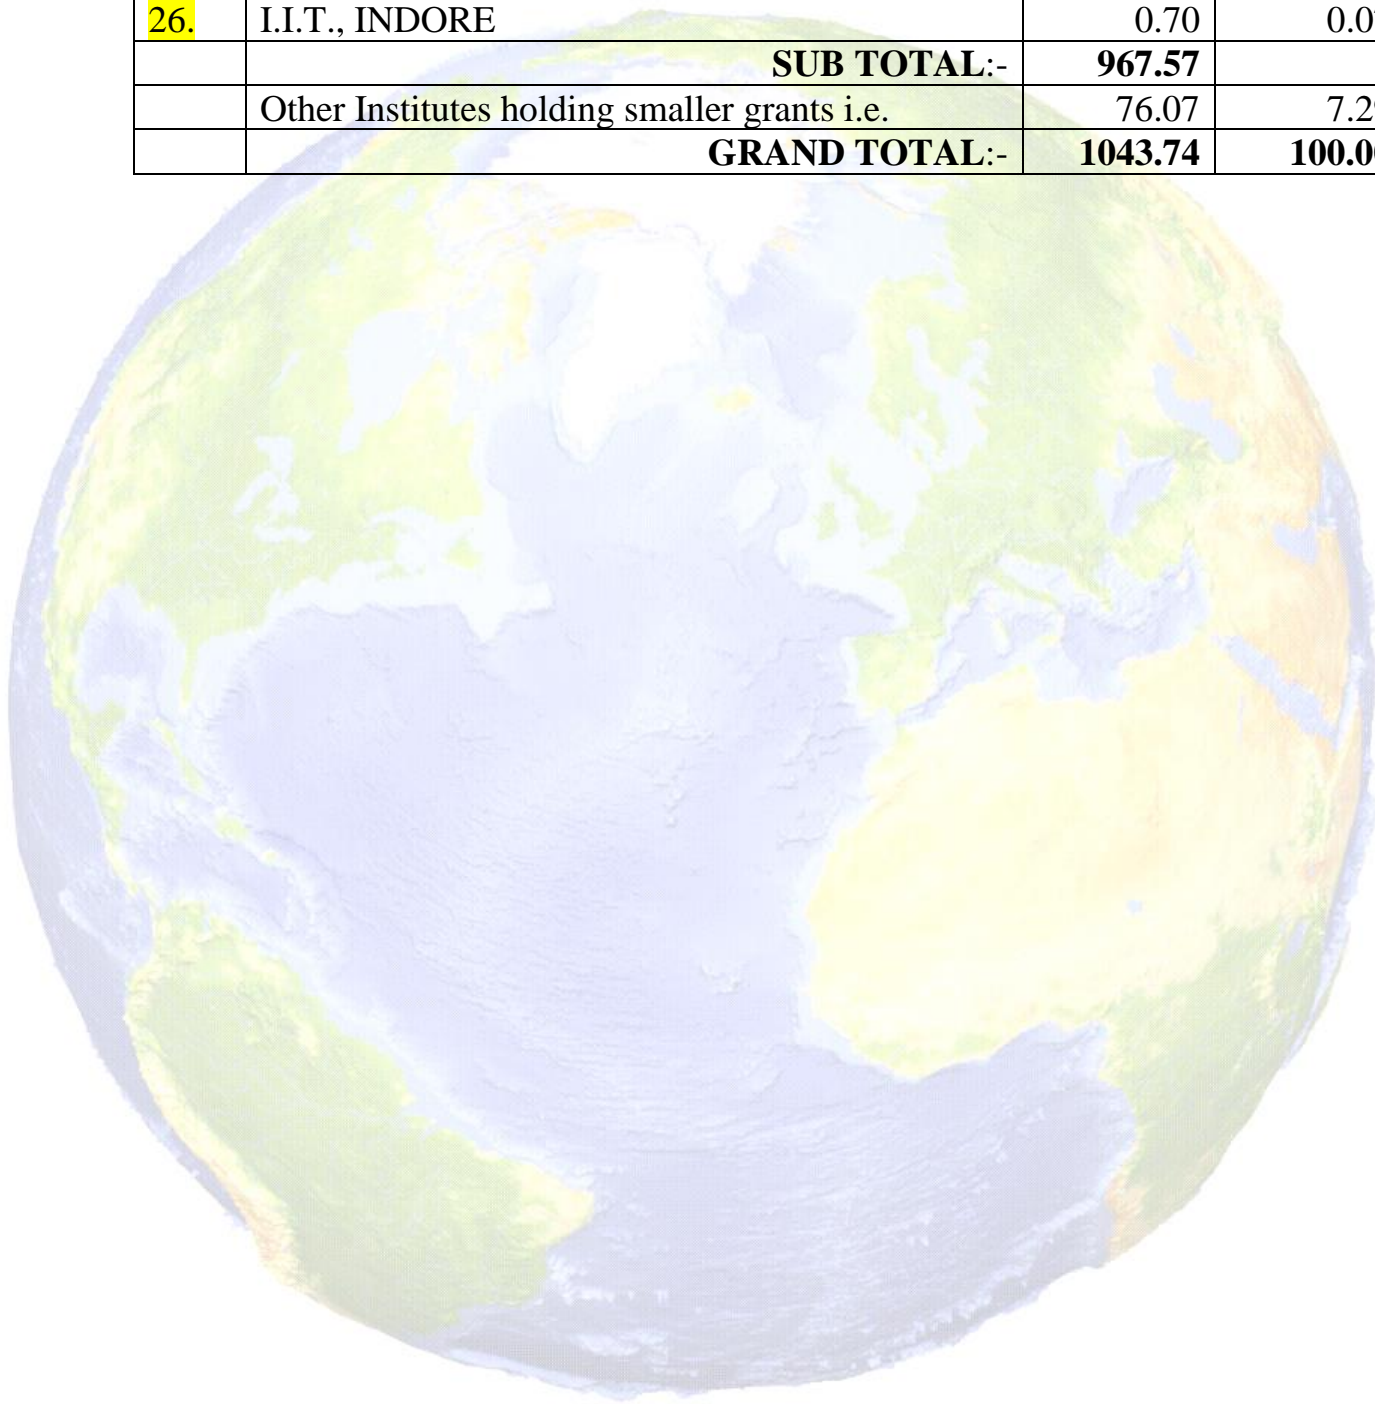 26. I.I.T., INDORE 0.70
SUB TOTAL:- 967.57
Other Institutes holding smaller grants i.e. 76.07
GRAND TOTAL:- 1043.74